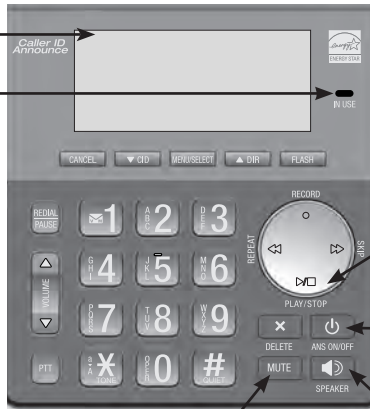 Caller ID
Announce
ENERGY STAR
IN USE
CANCEL ▼ CID MENU/SELECT ▲ DIR FLASH
RECORD
REDIAL
PAUSE
1 ABC 2 DEF 3
REPEAT SKIP
GHI 4 JKL 5 MNO 6
VOLUME
PLAY/STOP
PQRS 7 TUV 8 WXYZ 9
DELETE ANS ON/OFF
PTT
a·A * TONE OPER 0 # QUIET
MUTE
SPEAKER